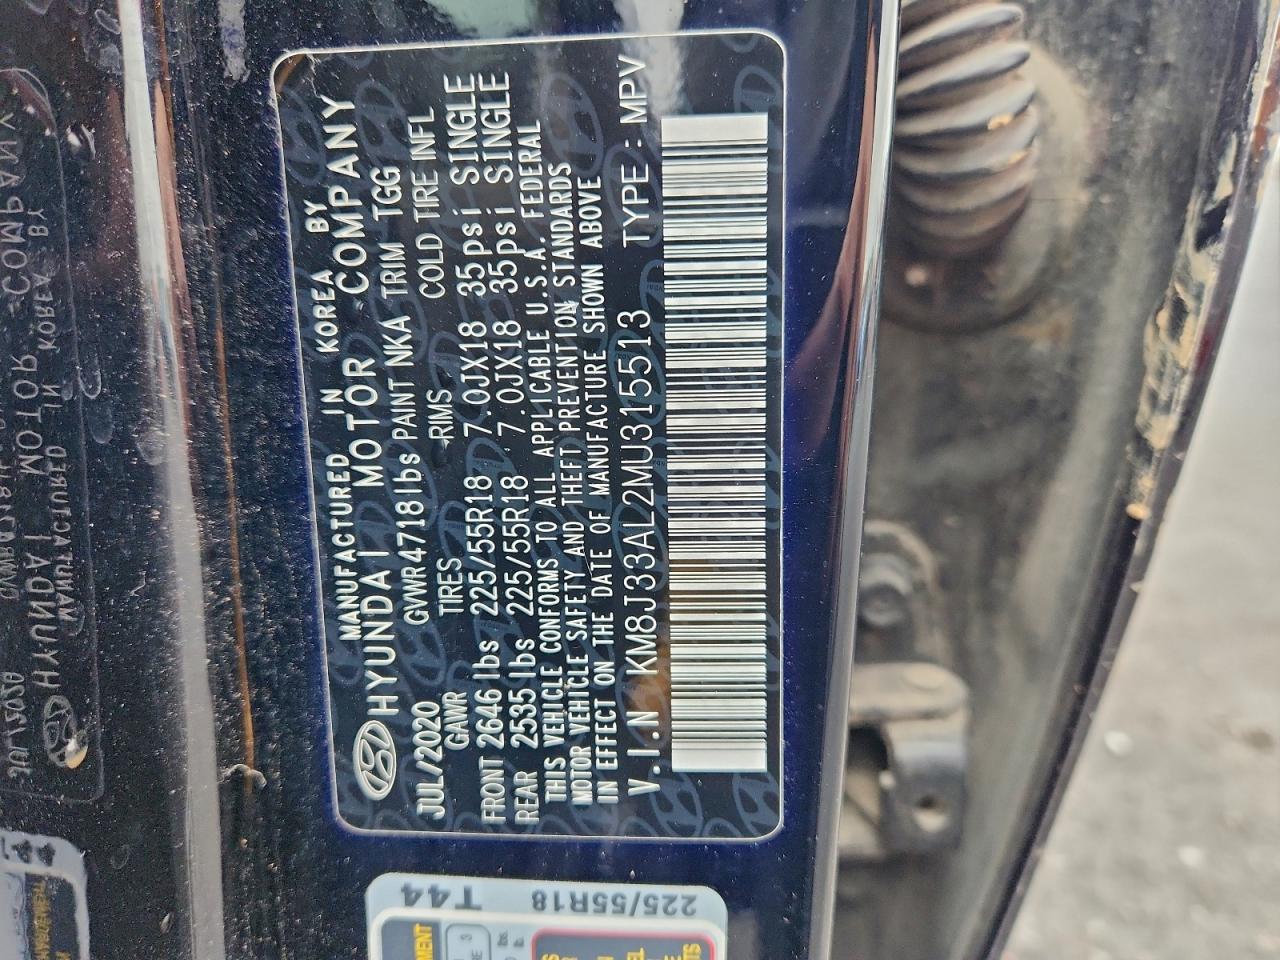 MANUFACTURED IN KOREA BY
HYUNDAI MOTOR COMPANY
JUL/2020 GVWR 4718lbs PAINT NKA TRIM TGG
GAWR TIRES RIMS COLD TIRE INFL
FRONT 2646 lbs 225/55R18 7.0JX18 35psi SINGLE
REAR 2535 lbs 225/55R18 7.0JX18 35psi SINGLE
THIS VEHICLE CONFORMS TO ALL APPLICABLE U.S.A. FEDERAL
MOTOR VEHICLE SAFETY AND THEFT PREVENTION STANDARDS
IN EFFECT ON THE DATE OF MANUFACTURE SHOWN ABOVE
V.I.N KM8J33AL2MU315513 TYPE : MPV
T44
225/55R18